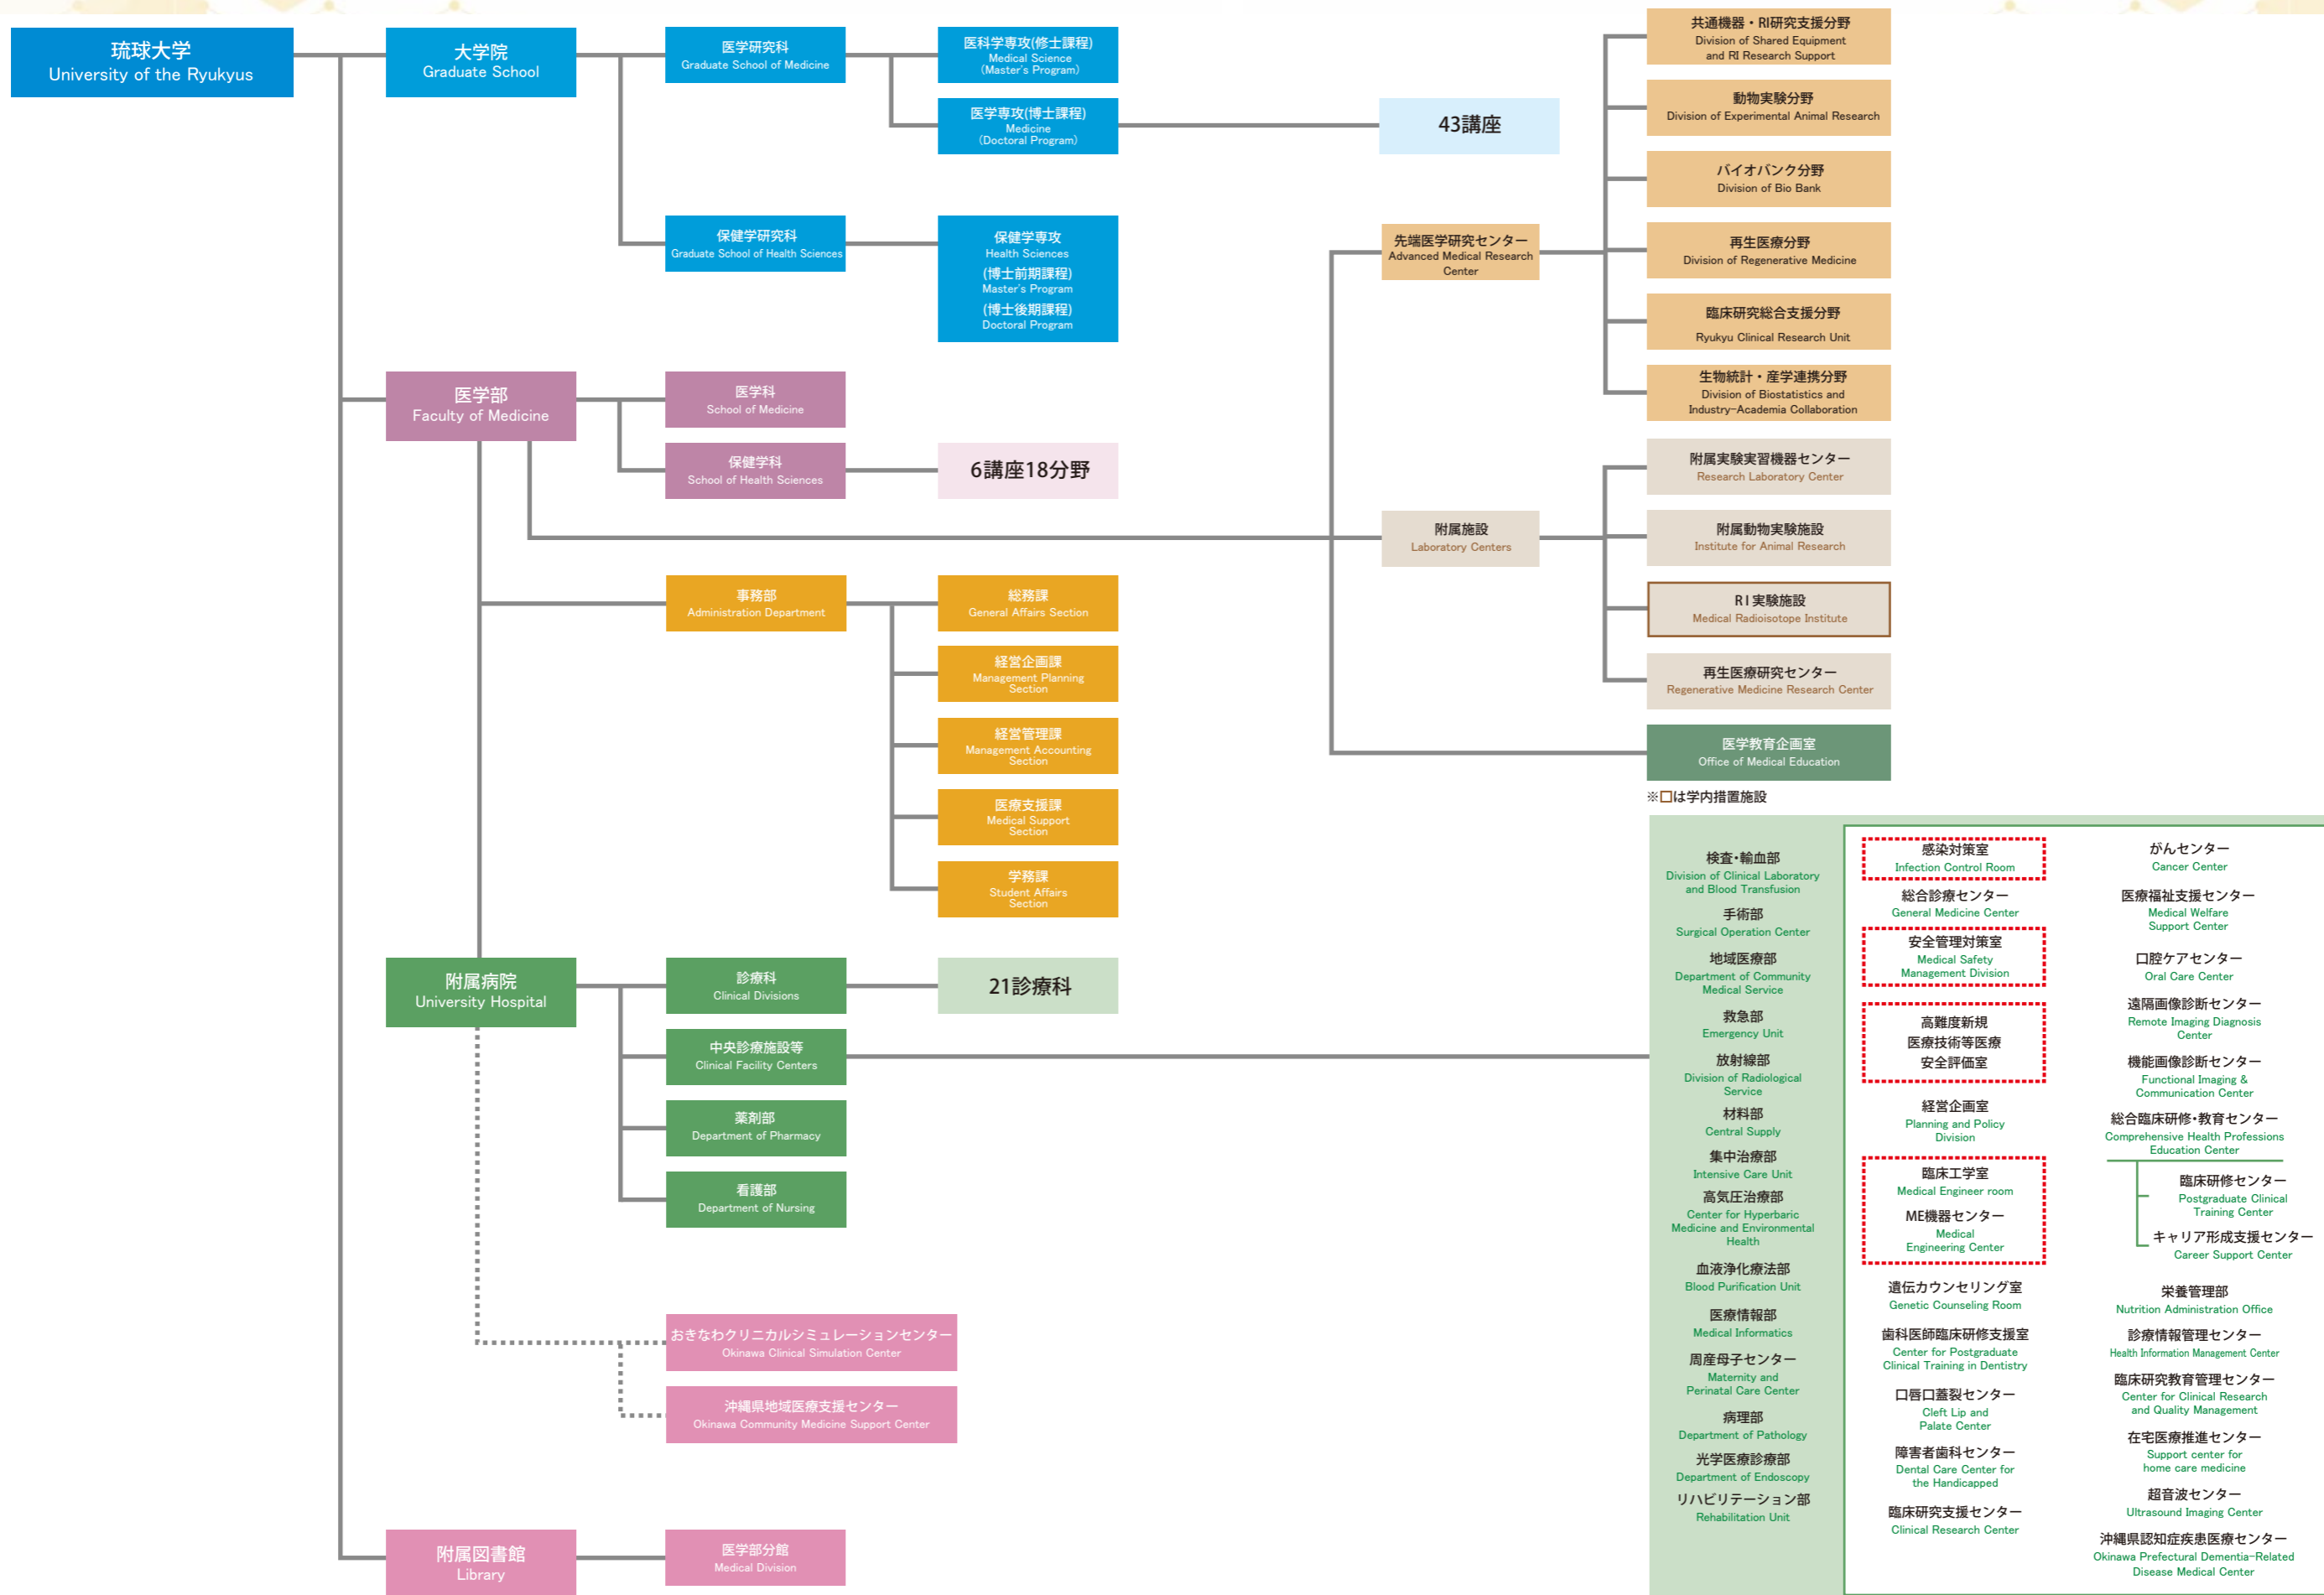 琉球大学
University of the Ryukyus
大学院
Graduate School
医学研究科
Graduate School of Medicine
医科学専攻(修士課程)
Medical Science
(Master's Program)
医学専攻(博士課程)
Medicine
(Doctoral Program)
43講座
保健学研究科
Graduate School of Health Sciences
保健学専攻
Health Sciences
(博士前期課程)
Master's Program
(博士後期課程)
Doctoral Program
医学部
Faculty of Medicine
医学科
School of Medicine
保健学科
School of Health Sciences
6講座18分野
先端医学研究センター
Advanced Medical Research
Center
共通機器・RI研究支援分野
Division of Shared Equipment
and RI Research Support
動物実験分野
Division of Experimental Animal Research
バイオバンク分野
Division of Bio Bank
再生医療分野
Division of Regenerative Medicine
臨床研究総合支援分野
Ryukyu Clinical Research Unit
生物統計・産学連携分野
Division of Biostatistics and
Industry-Academia Collaboration
附属施設
Laboratory Centers
附属実験実習機器センター
Research Laboratory Center
附属動物実験施設
Institute for Animal Research
RI実験施設
Medical Radioisotope Institute
再生医療研究センター
Regenerative Medicine Research Center
医学教育企画室
Office of Medical Education
※□は学内措置施設
事務部
Administration Department
総務課
General Affairs Section
経営企画課
Management Planning
Section
経営管理課
Management Accounting
Section
医療支援課
Medical Support
Section
学務課
Student Affairs
Section
附属病院
University Hospital
診療科
Clinical Divisions
21診療科
中央診療施設等
Clinical Facility Centers
薬剤部
Department of Pharmacy
看護部
Department of Nursing
おきなわクリニカルシミュレーションセンター
Okinawa Clinical Simulation Center
沖縄県地域医療支援センター
Okinawa Community Medicine Support Center
附属図書館
Library
医学部分館
Medical Division
検査・輸血部
Division of Clinical Laboratory
and Blood Transfusion
手術部
Surgical Operation Center
地域医療部
Department of Community
Medical Service
救急部
Emergency Unit
放射線部
Division of Radiological
Service
材料部
Central Supply
集中治療部
Intensive Care Unit
高気圧治療部
Center for Hyperbaric
Medicine and Environmental
Health
血液浄化療法部
Blood Purification Unit
医療情報部
Medical Informatics
周産母子センター
Maternity and
Perinatal Care Center
病理部
Department of Pathology
光学医療診療部
Department of Endoscopy
リハビリテーション部
Rehabilitation Unit
感染対策室
Infection Control Room
総合診療センター
General Medicine Center
安全管理対策室
Medical Safety
Management Division
高難度新規
医療技術等医療
安全評価室
経営企画室
Planning and Policy
Division
臨床工学室
Medical Engineer room
ME機器センター
Medical
Engineering Center
遺伝カウンセリング室
Genetic Counseling Room
歯科医師臨床研修支援室
Center for Postgraduate
Clinical Training in Dentistry
口唇口蓋裂センター
Cleft Lip and
Palate Center
障害者歯科センター
Dental Care Center for
the Handicapped
臨床研究支援センター
Clinical Research Center
がんセンター
Cancer Center
医療福祉支援センター
Medical Welfare
Support Center
口腔ケアセンター
Oral Care Center
遠隔画像診断センター
Remote Imaging Diagnosis
Center
機能画像診断センター
Functional Imaging &
Communication Center
総合臨床研修・教育センター
Comprehensive Health Professions
Education Center
臨床研修センター
Postgraduate Clinical
Training Center
キャリア形成支援センター
Career Support Center
栄養管理部
Nutrition Administration Office
診療情報管理センター
Health Information Management Center
臨床研究教育管理センター
Center for Clinical Research
and Quality Management
在宅医療推進センター
Support center for
home care medicine
超音波センター
Ultrasound Imaging Center
沖縄県認知症疾患医療センター
Okinawa Prefectural Dementia-Related
Disease Medical Center